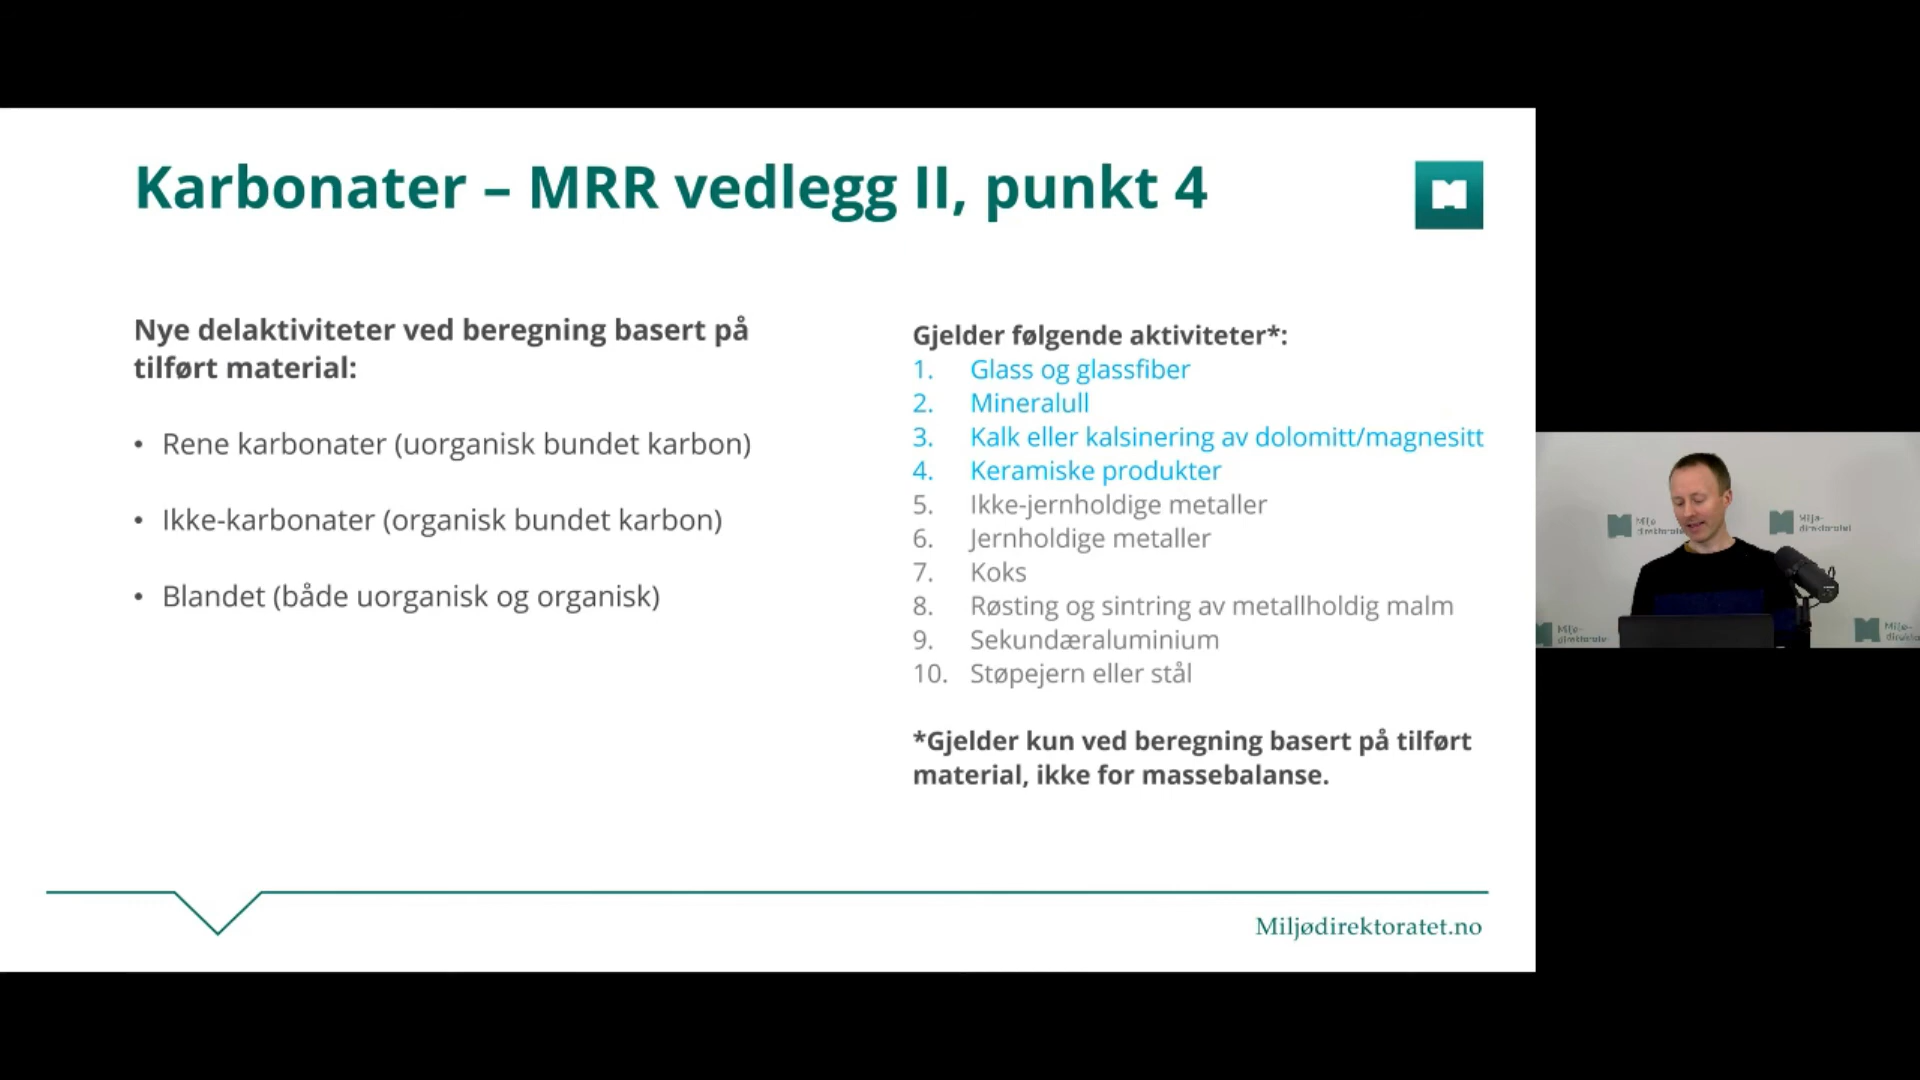 Karbonater – MRR vedlegg II, punkt 4
Nye delaktiviteter ved beregning basert på
tilført material:
• Rene karbonater (uorganisk bundet karbon)
• Ikke-karbonater (organisk bundet karbon)
• Blandet (både uorganisk og organisk)
Gjelder følgende aktiviteter*:
1. Glass og glassfiber
2. Mineralull
3. Kalk eller kalsinering av dolomitt/magnesitt
4. Keramiske produkter
5. Ikke-jernholdige metaller
6. Jernholdige metaller
7. Koks
8. Røsting og sintring av metallholdig malm
9. Sekundæraluminium
10. Støpejern eller stål
*Gjelder kun ved beregning basert på tilført
material, ikke for massebalanse.
Miljødirektoratet.no
Miljø-
direktoratet